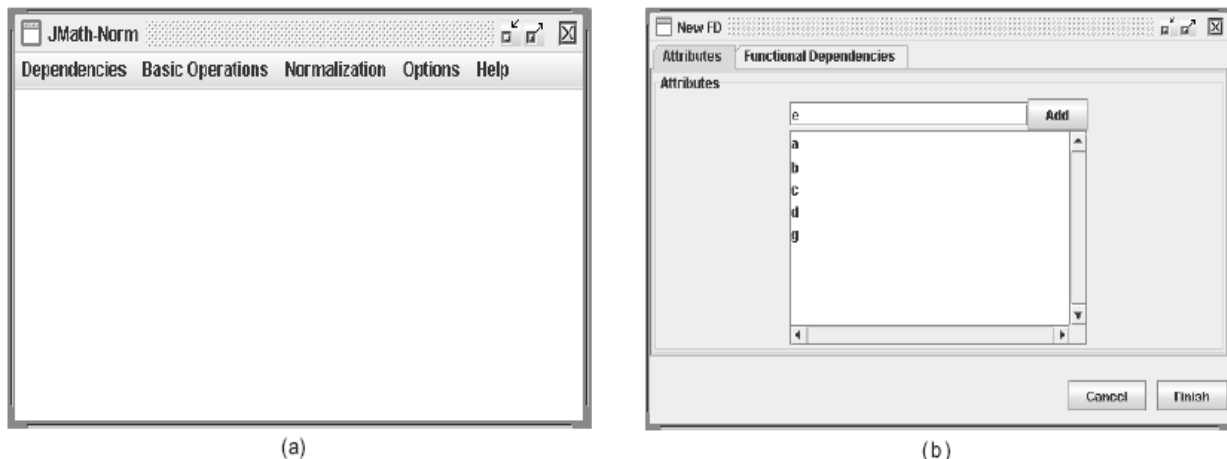 JMath-Norm
Dependencies Basic Operations Normalization Options Help
(a)
New FD
Attributes Functional Dependencies
Attributes
e Add
a
b
c
d
g
Cancel Finish
(b)